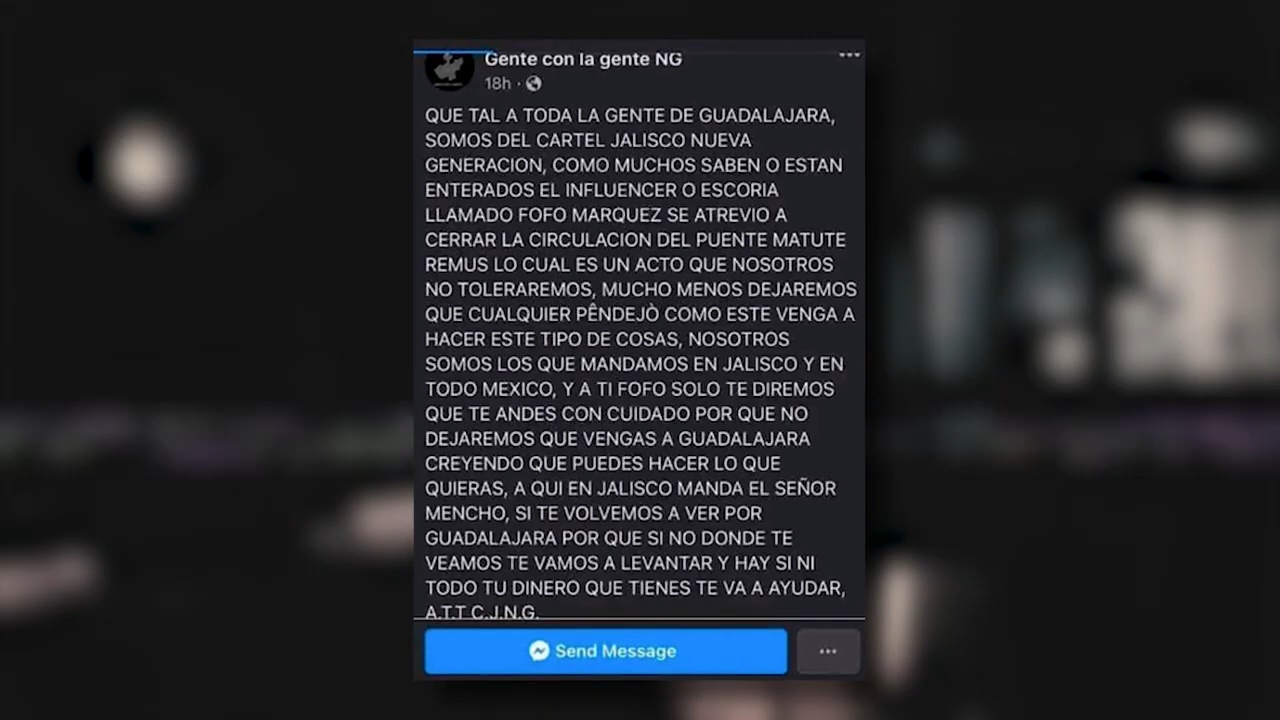 Gente con la gente NG
18h ·
QUE TAL A TODA LA GENTE DE GUADALAJARA,
SOMOS DEL CARTEL JALISCO NUEVA
GENERACION, COMO MUCHOS SABEN O ESTAN
ENTERADOS EL INFLUENCER O ESCORIA
LLAMADO FOFO MARQUEZ SE ATREVIO A
CERRAR LA CIRCULACION DEL PUENTE MATUTE
REMUS LO CUAL ES UN ACTO QUE NOSOTROS
NO TOLERAREMOS, MUCHO MENOS DEJAREMOS
QUE CUALQUIER PÊNDEJÒ COMO ESTE VENGA A
HACER ESTE TIPO DE COSAS, NOSOTROS
SOMOS LOS QUE MANDAMOS EN JALISCO Y EN
TODO MEXICO, Y A TI FOFO SOLO TE DIREMOS
QUE TE ANDES CON CUIDADO POR QUE NO
DEJAREMOS QUE VENGAS A GUADALAJARA
CREYENDO QUE PUEDES HACER LO QUE
QUIERAS, A QUI EN JALISCO MANDA EL SEÑOR
MENCHO, SI TE VOLVEMOS A VER POR
GUADALAJARA POR QUE SI NO DONDE TE
VEAMOS TE VAMOS A LEVANTAR Y HAY SI NI
TODO TU DINERO QUE TIENES TE VA A AYUDAR,
A.T.T C.J.N.G.
Send Message